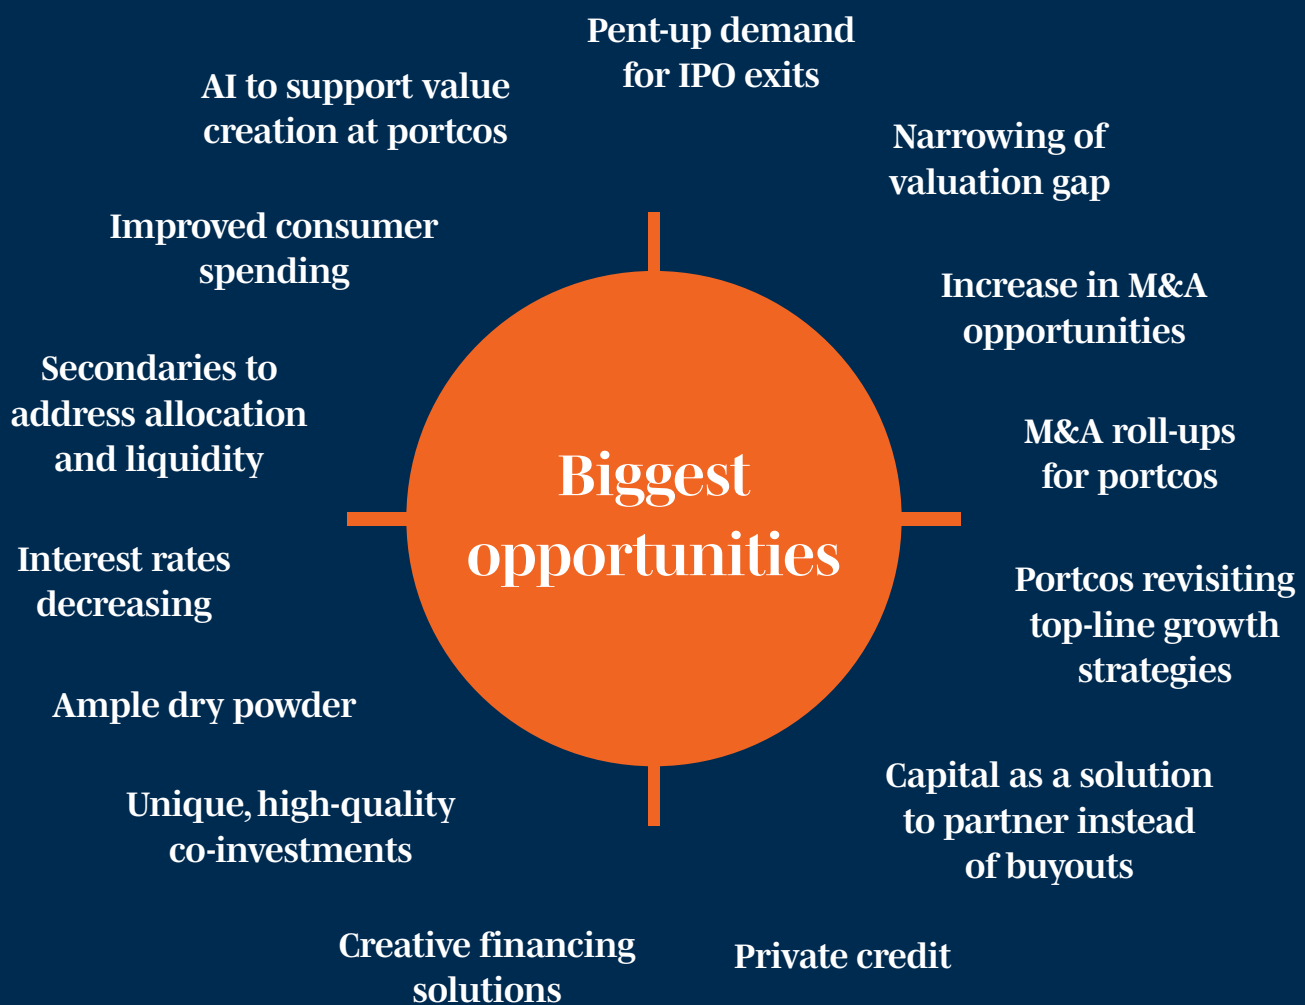 Pent-up demand
for IPO exits
AI to support value
creation at portcos
Narrowing of
valuation gap
Improved consumer
spending
Increase in M&A
opportunities
Secondaries to
address allocation
and liquidity
M&A roll-ups
for portcos
Biggest
opportunities
Interest rates
decreasing
Portcos revisiting
top-line growth
strategies
Ample dry powder
Capital as a solution
to partner instead
of buyouts
Unique, high-quality
co-investments
Creative financing
solutions
Private credit